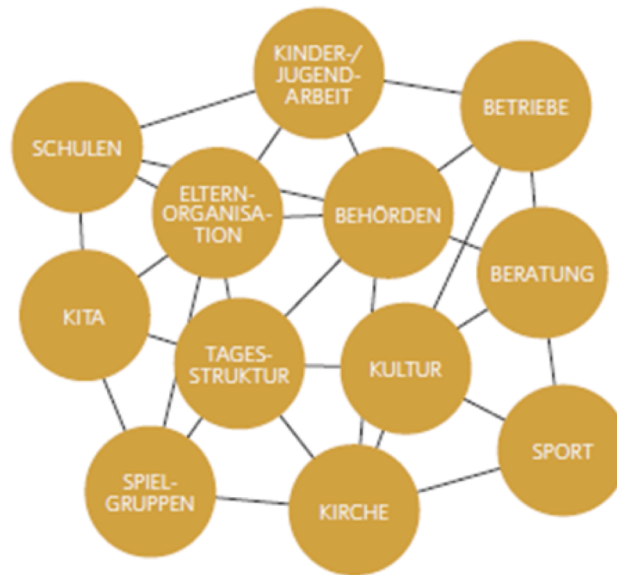 KINDER-/
JUGEND-
ARBEIT
BETRIEBE
SCHULEN
ELTERN-
ORGANISA-
TION
BEHÖRDEN
BERATUNG
KITA
TAGES-
STRUKTUR
KULTUR
SPORT
SPIEL-
GRUPPEN
KIRCHE